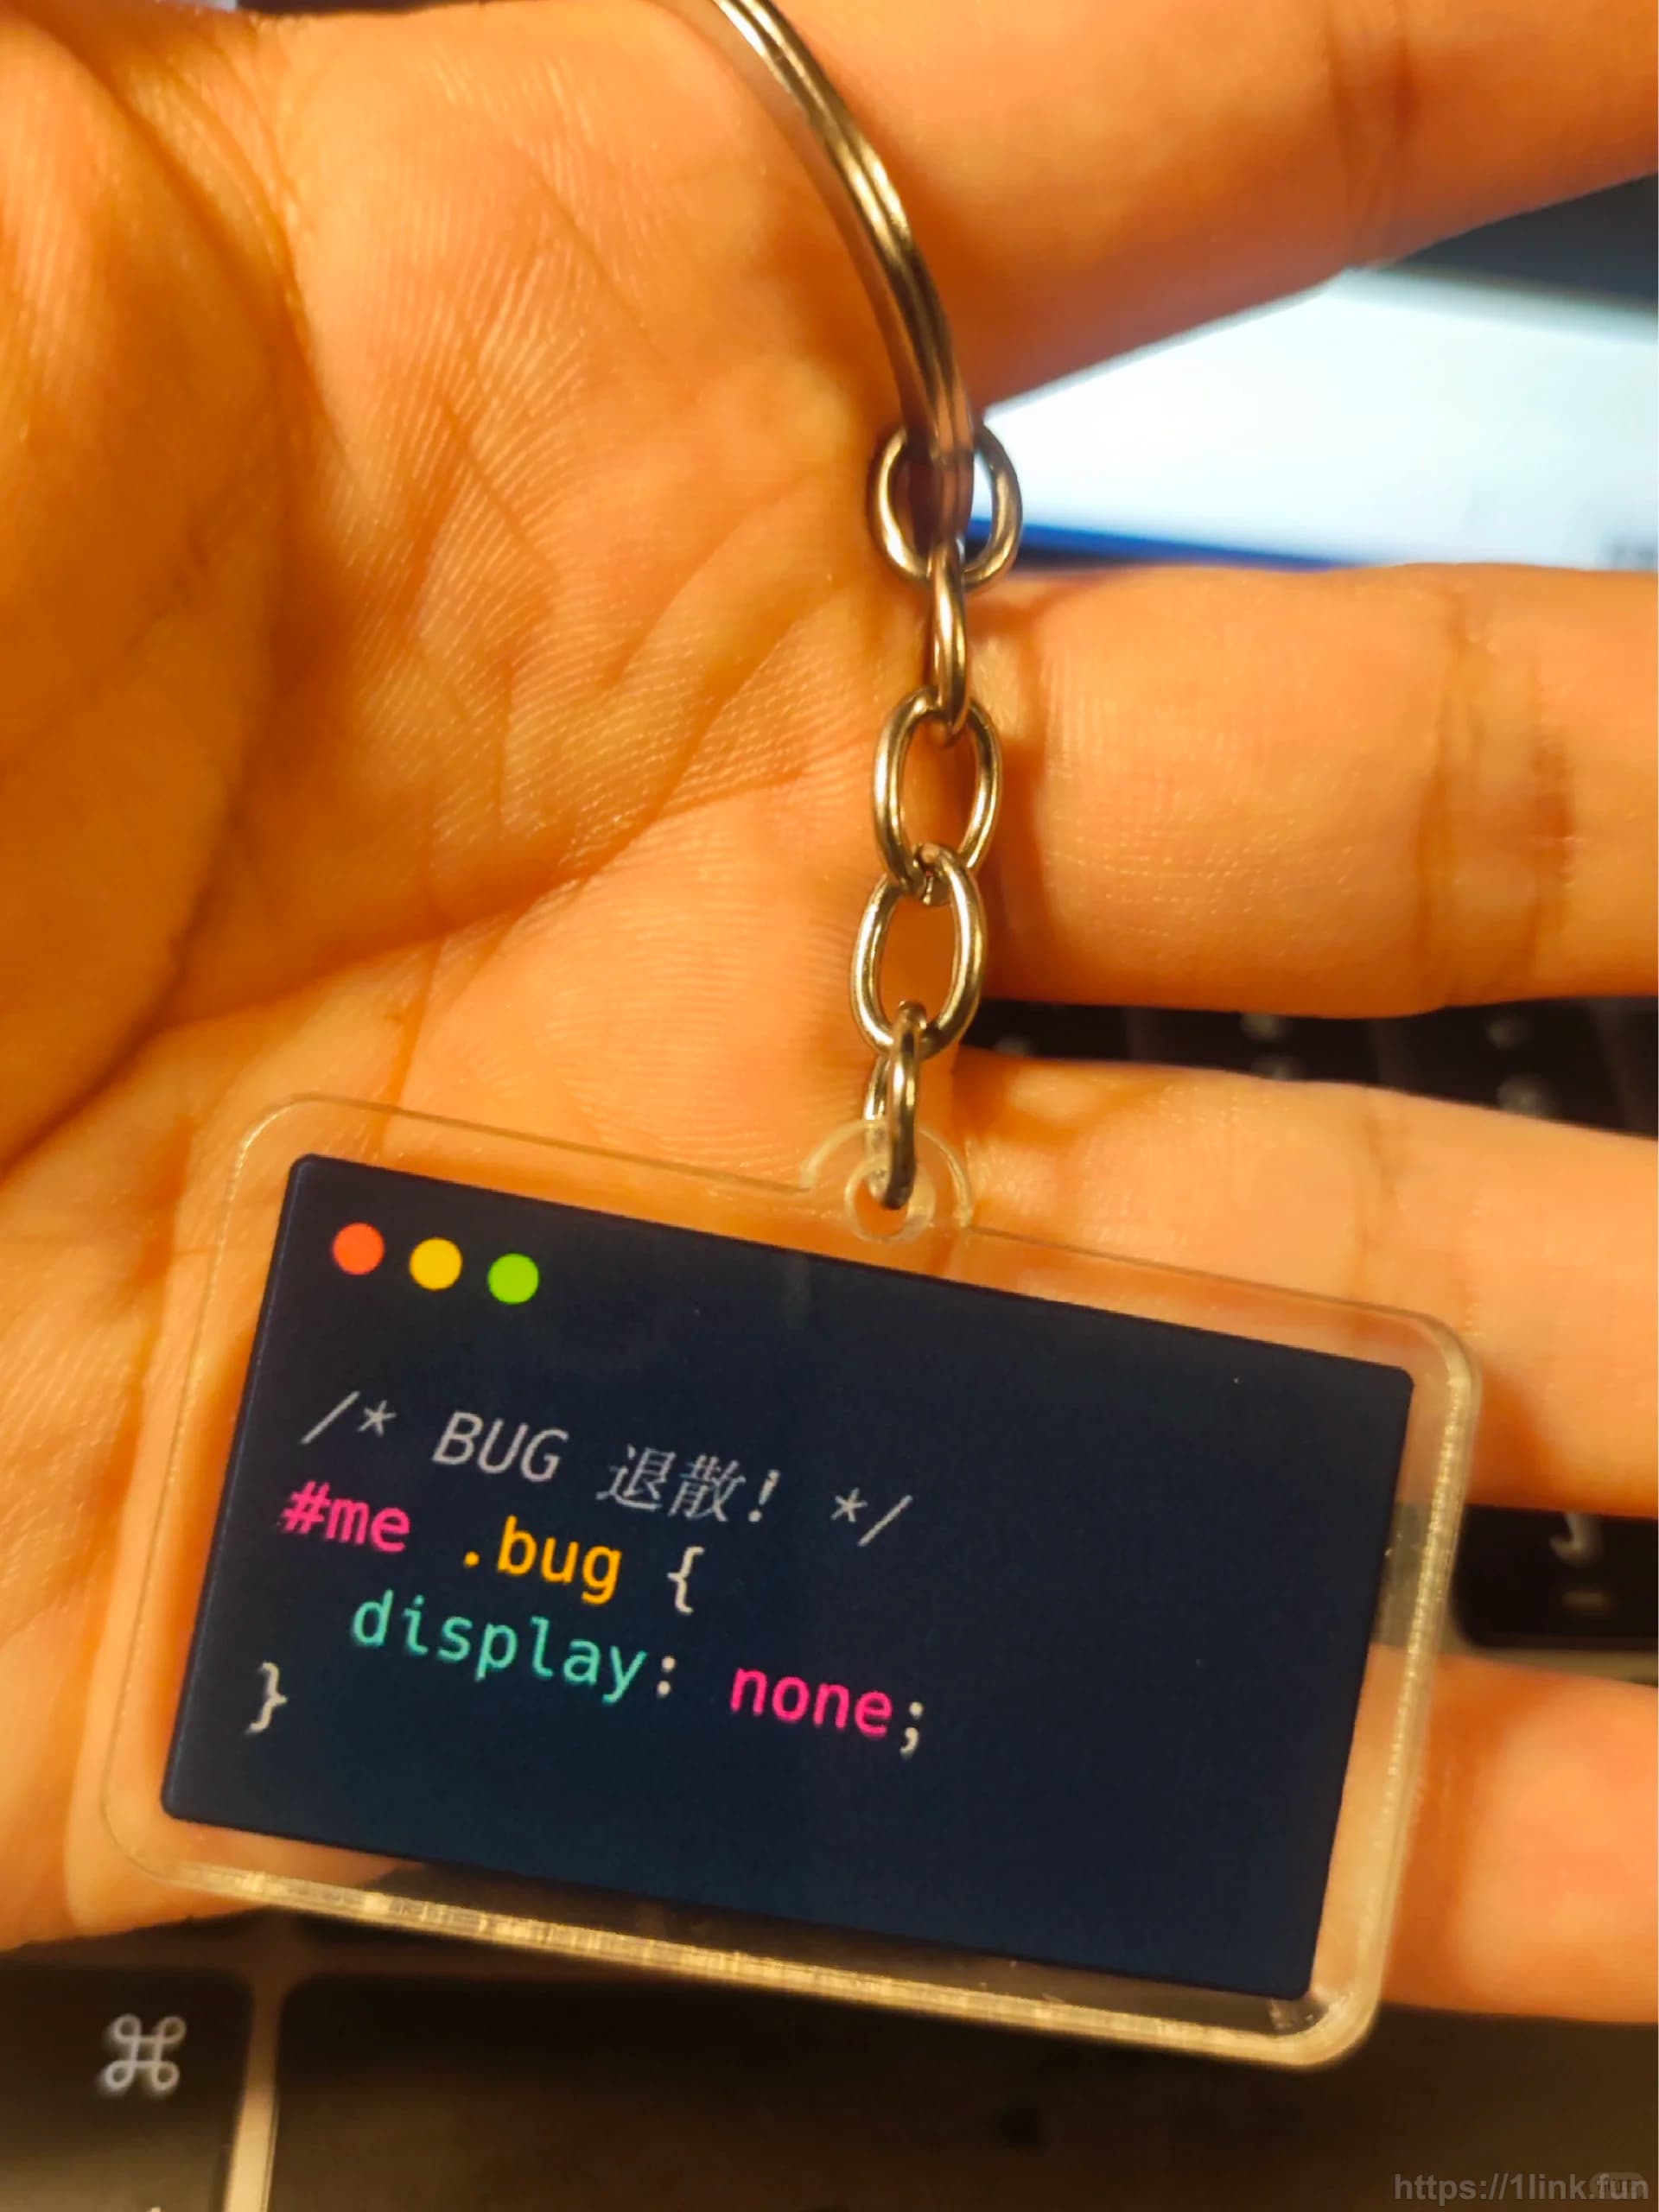 /* BUG 退散! */
#me .bug {
display: none;
}
⌘
J
https://1link.fun